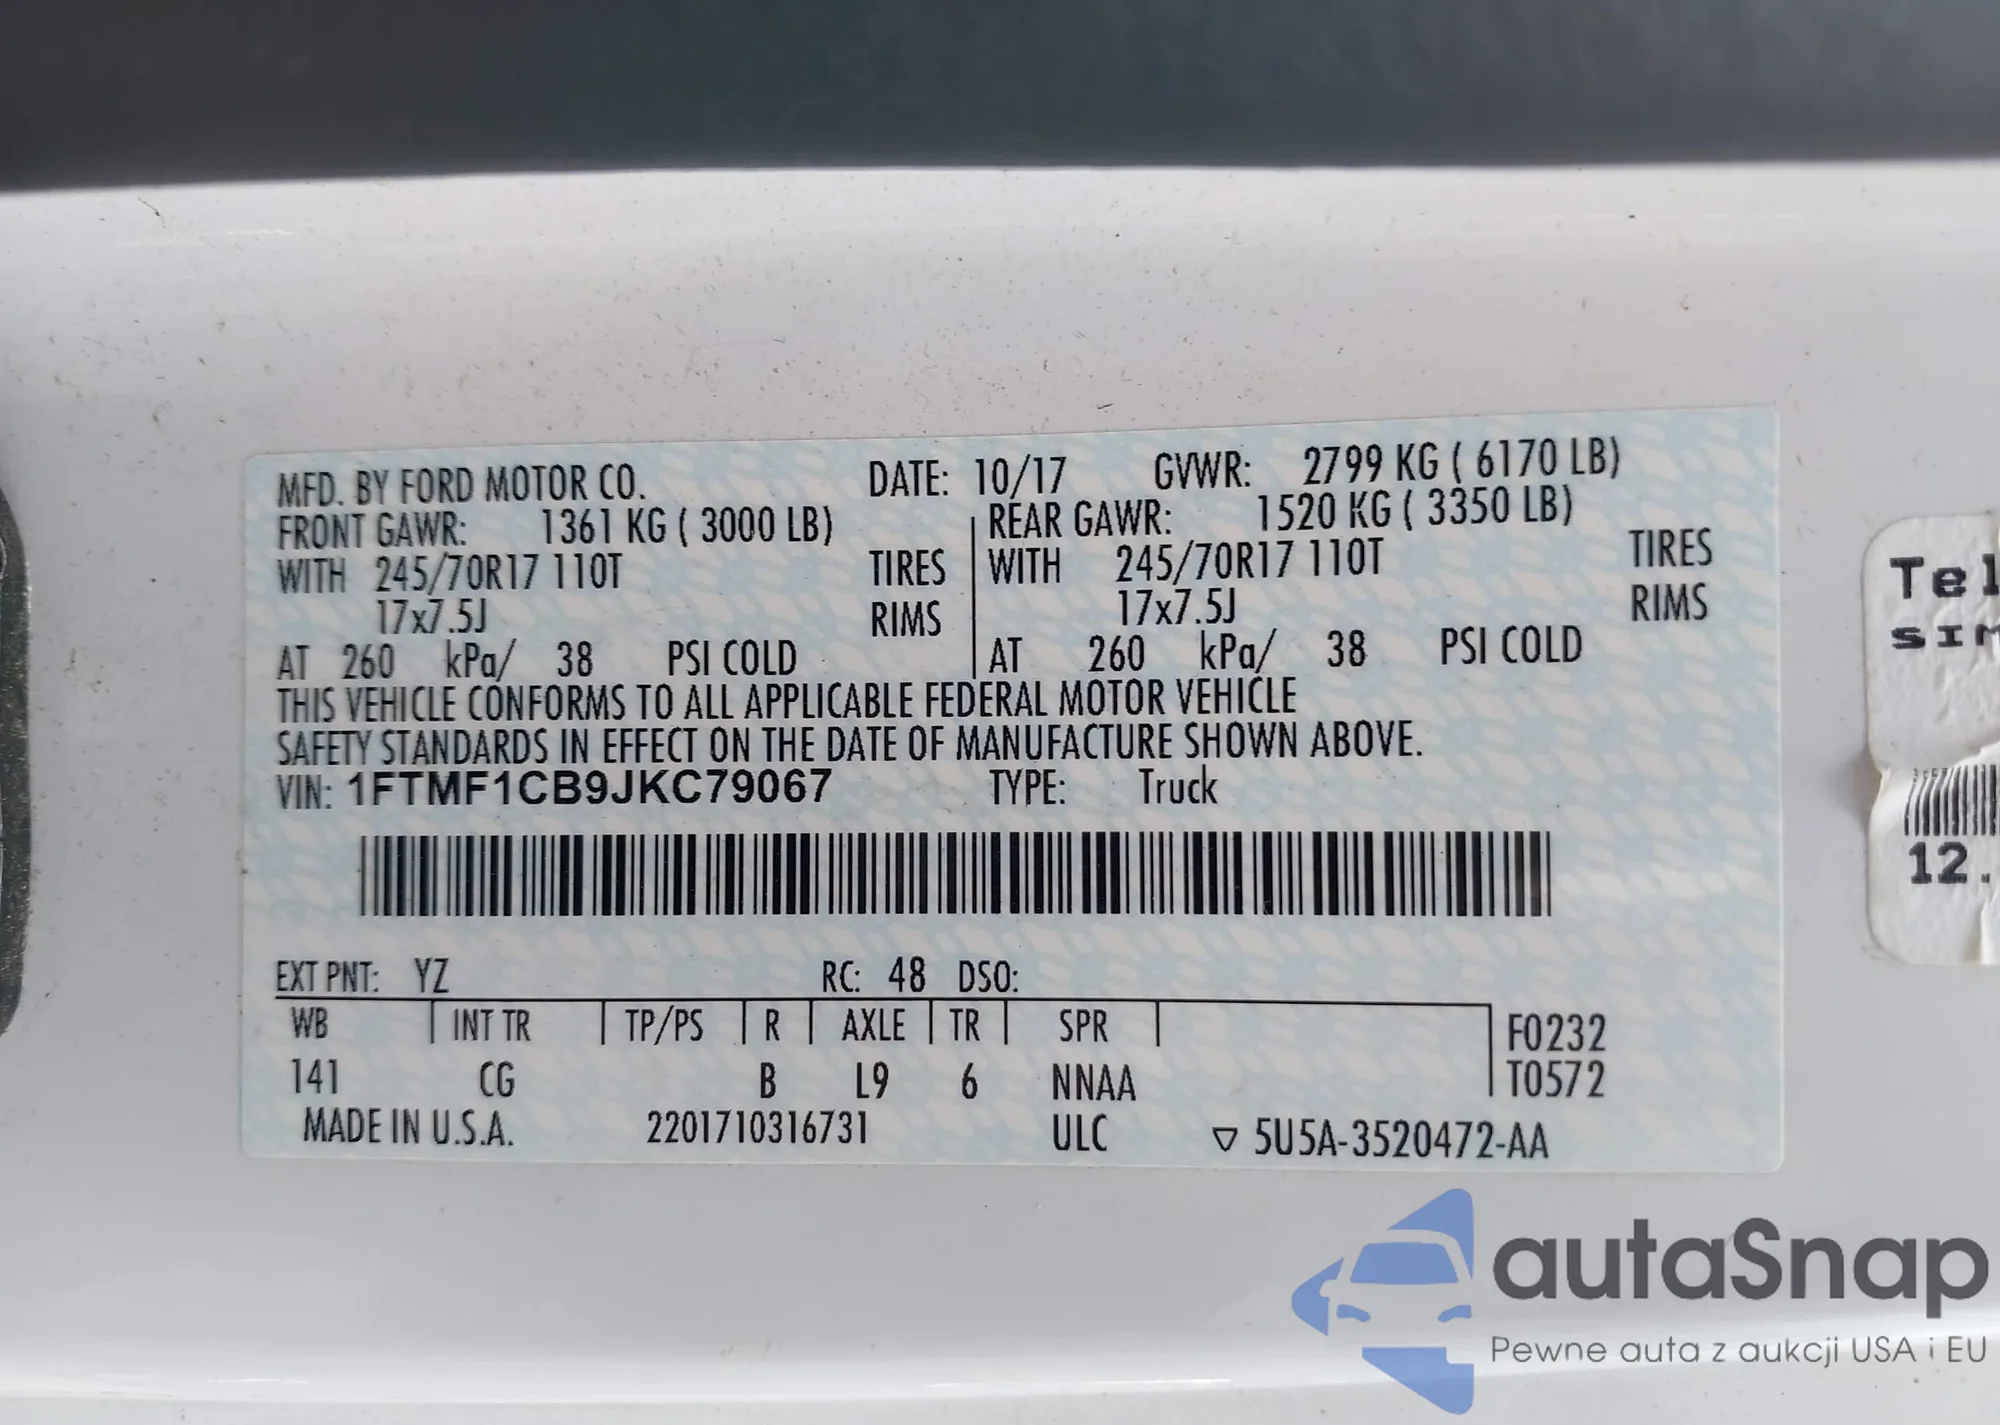 MFD. BY FORD MOTOR CO. DATE: 10/17 GVWR: 2799 KG ( 6170 LB)
FRONT GAWR: 1361 KG ( 3000 LB) REAR GAWR: 1520 KG ( 3350 LB)
WITH 245/70R17 110T TIRES WITH 245/70R17 110T TIRES
17x7.5J RIMS 17x7.5J RIMS
AT 260 kPa/ 38 PSI COLD AT 260 kPa/ 38 PSI COLD
THIS VEHICLE CONFORMS TO ALL APPLICABLE FEDERAL MOTOR VEHICLE
SAFETY STANDARDS IN EFFECT ON THE DATE OF MANUFACTURE SHOWN ABOVE.
VIN: 1FTMF1CB9JKC79067 TYPE: Truck
EXT PNT: YZ RC: 48 DSO:
WB INT TR TP/PS R AXLE TR SPR F0232
141 CG B L9 6 NNAA T0572
MADE IN U.S.A. 2201710316731 ULC ▽ 5U5A-3520472-AA
Tel
12.
autaSnap
Pewne auta z aukcji USA i EU